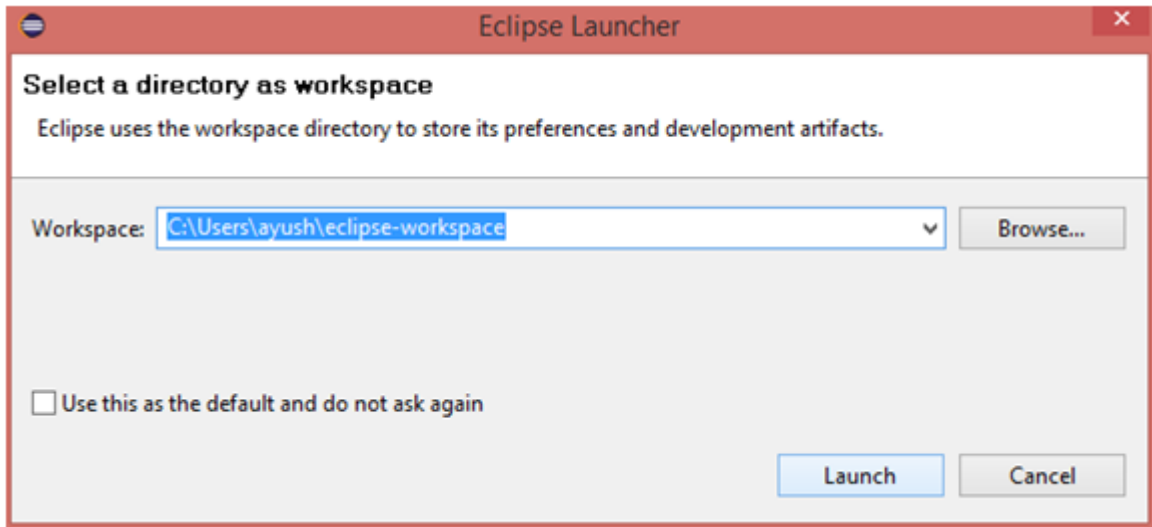 Eclipse Launcher
Select a directory as workspace
Eclipse uses the workspace directory to store its preferences and development artifacts.
Workspace: C:\Users\ayush\eclipse-workspace Browse...
Use this as the default and do not ask again
Launch Cancel